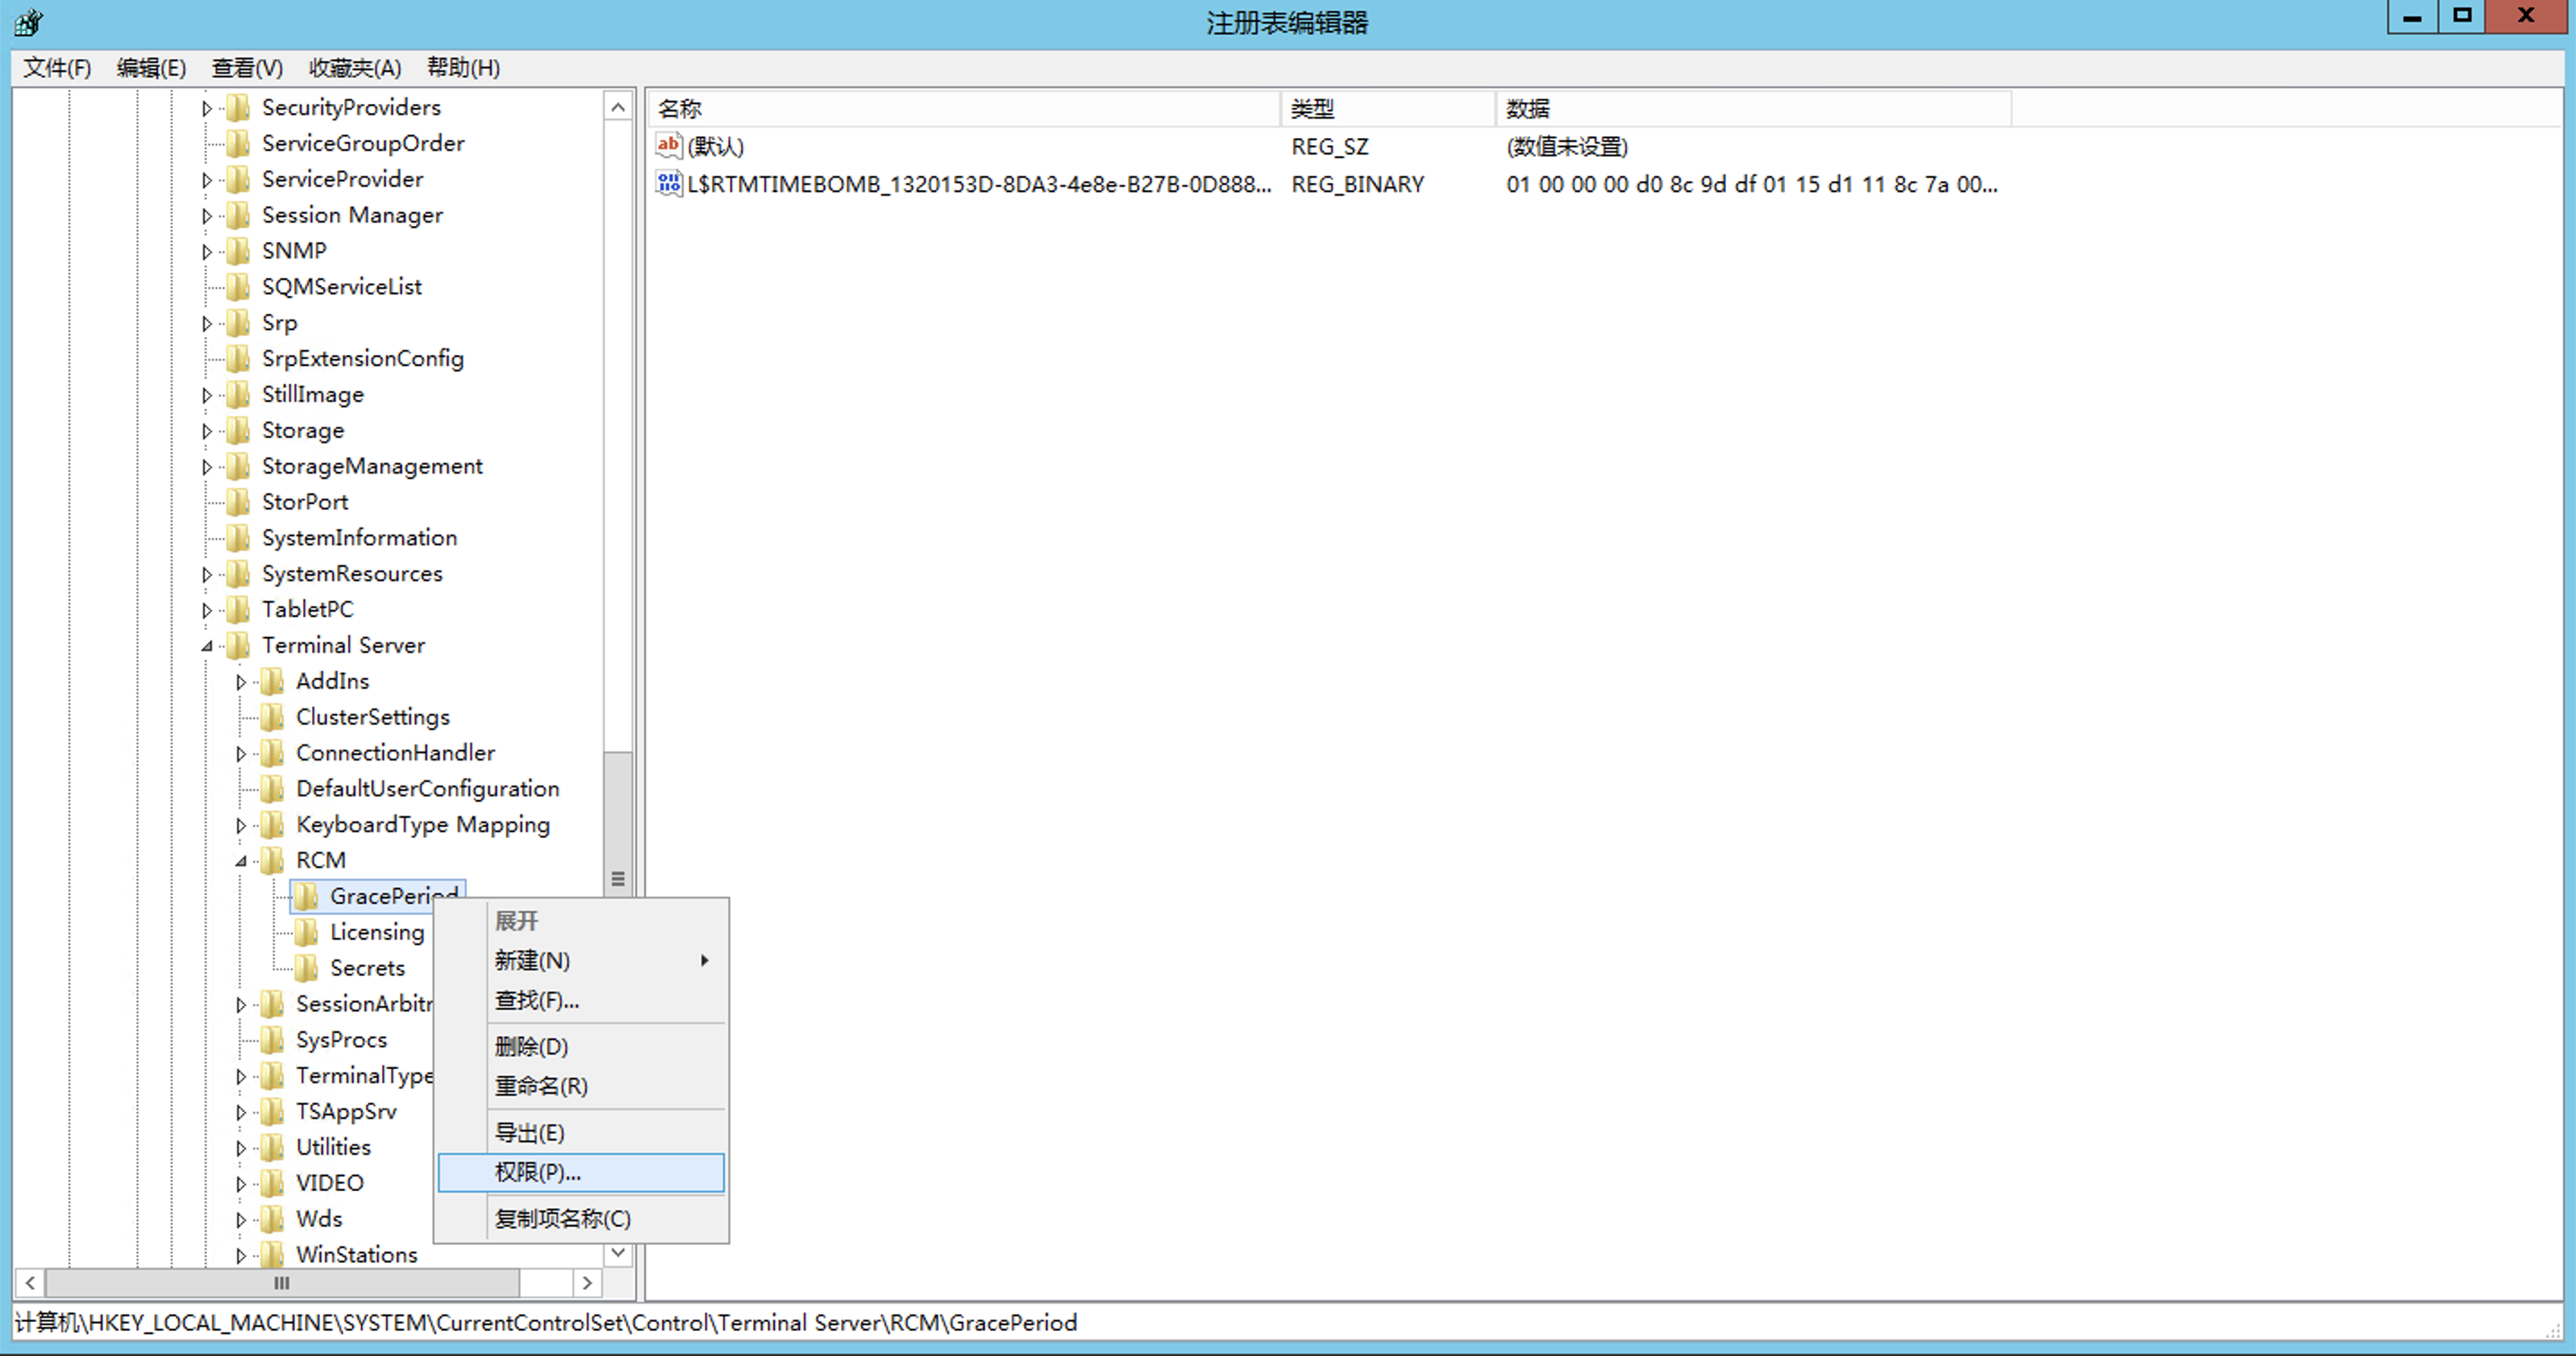 注册表编辑器
文件(F) 编辑(E) 查看(V) 收藏夹(A) 帮助(H)
SecurityProviders
ServiceGroupOrder
ServiceProvider
Session Manager
SNMP
SQMServiceList
Srp
SrpExtensionConfig
StillImage
Storage
StorageManagement
StorPort
SystemInformation
SystemResources
TabletPC
Terminal Server
AddIns
ClusterSettings
ConnectionHandler
DefaultUserConfiguration
KeyboardType Mapping
RCM
GracePeriod
Licensing
Secrets
SessionArbitr
SysProcs
TerminalType
TSAppSrv
Utilities
VIDEO
Wds
WinStations
名称 类型 数据
(默认) REG_SZ (数值未设置)
L$RTMTIMEBOMB_1320153D-8DA3-4e8e-B27B-0D888... REG_BINARY 01 00 00 00 d0 8c 9d df 01 15 d1 11 8c 7a 00...
展开
新建(N)
查找(F)...
删除(D)
重命名(R)
导出(E)
权限(P)...
复制项名称(C)
计算机\HKEY_LOCAL_MACHINE\SYSTEM\CurrentControlSet\Control\Terminal Server\RCM\GracePeriod